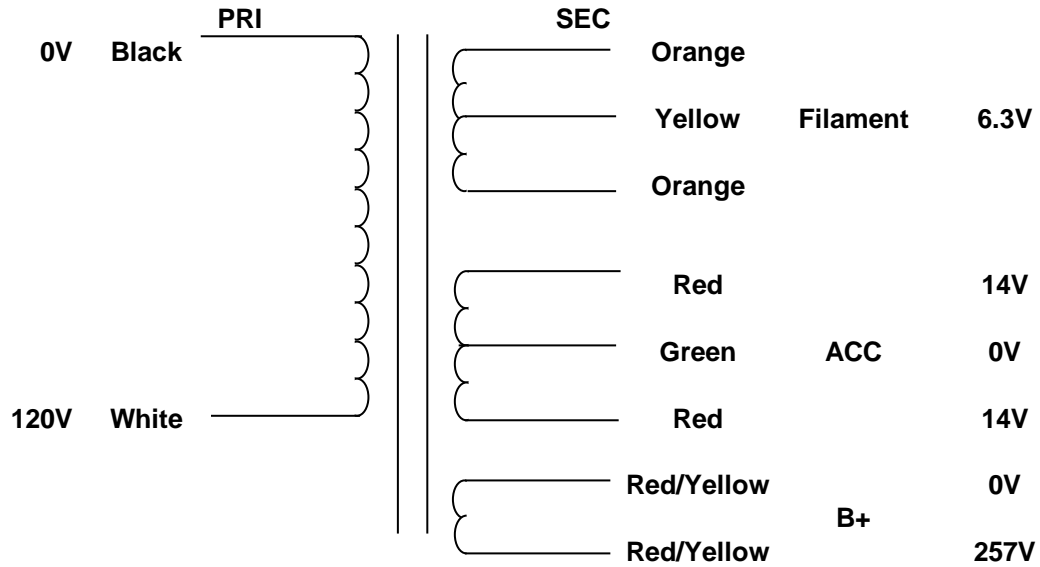 PRI SEC
0V Black Orange
Yellow Filament 6.3V
Orange
Red 14V
Green ACC 0V
120V White Red 14V
Red/Yellow 0V
B+
Red/Yellow 257V